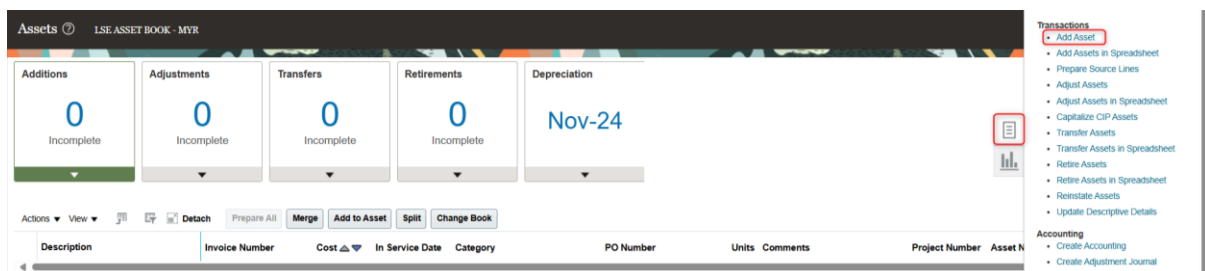 Assets LSE ASSET BOOK - MYR
Additions
0
Incomplete
Adjustments
0
Incomplete
Transfers
0
Incomplete
Retirements
0
Incomplete
Depreciation
Nov-24
Actions View Detach Prepare All Merge Add to Asset Split Change Book
Description Invoice Number Cost In Service Date Category PO Number Units Comments Project Number Asset N
Transactions
Add Asset
Add Assets in Spreadsheet
Prepare Source Lines
Adjust Assets
Adjust Assets in Spreadsheet
Capitalize CIP Assets
Transfer Assets
Transfer Assets in Spreadsheet
Retire Assets
Retire Assets in Spreadsheet
Reinstate Assets
Update Descriptive Details
Accounting
Create Accounting
Create Adjustment Journal